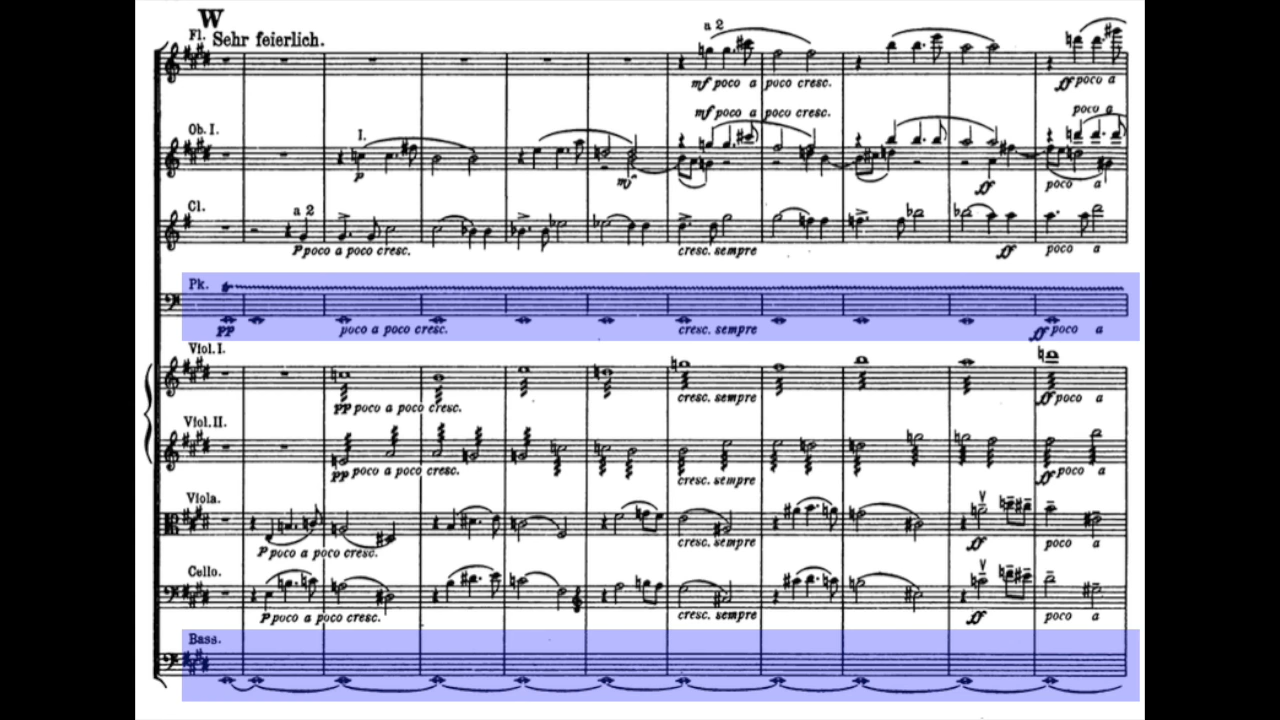 W
Fl. Sehr feierlich.
a 2
mf poco a poco cresc.
ff poco a
mf poco a poco cresc.
poco a
Ob. I.
I.
p
mf
ff
poco a
Cl.
a 2
p poco a poco cresc.
cresc. sempre
ff
poco a
Pk.
pp
poco a poco cresc.
cresc. sempre
ff poco a
Viol. I.
pp poco a poco cresc.
cresc. sempre
ff poco a
Viol. II.
pp poco a poco cresc.
cresc. sempre
ff poco a
Viola.
p poco a poco cresc.
cresc. sempre
ff
poco a
Cello.
p poco a poco cresc.
cresc. sempre
ff
poco a
Bass.